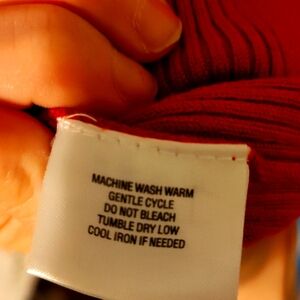 MACHINE WASH WARM
GENTLE CYCLE
DO NOT BLEACH
TUMBLE DRY LOW
COOL IRON IF NEEDED